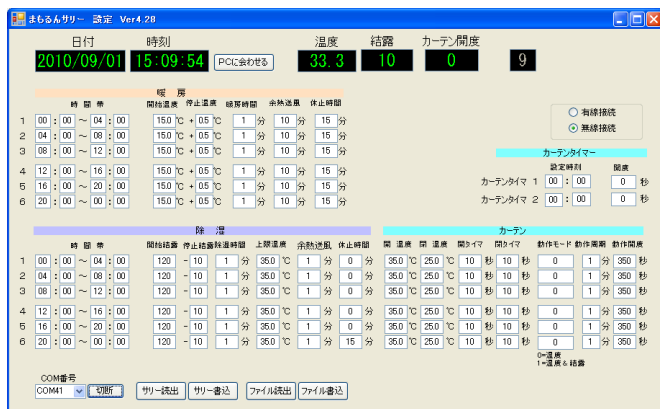 まもるんサリー 設定 Ver4.28
日付 時刻 温度 結露 カーテン開度
2010/09/01 15:09:54 PCに会わせる 33.3 10 0 9
暖 房
時 間 帯 開始温度 停止温度 暖房時間 余熱送風 休止時間
1 00 : 00 ～ 04 : 00 15.0 ℃ + 0.5 ℃ 1 分 10 分 15 分
2 04 : 00 ～ 08 : 00 15.0 ℃ + 0.5 ℃ 1 分 10 分 15 分
3 08 : 00 ～ 12 : 00 15.0 ℃ + 0.5 ℃ 1 分 10 分 15 分
4 12 : 00 ～ 16 : 00 15.0 ℃ + 0.5 ℃ 1 分 10 分 15 分
5 16 : 00 ～ 20 : 00 15.0 ℃ + 0.5 ℃ 1 分 10 分 15 分
6 20 : 00 ～ 00 : 00 15.0 ℃ + 0.5 ℃ 1 分 10 分 15 分
有線接続
無線接続
カーテンタイマー
設定時刻 開度
カーテンタイマ 1 00 : 00 0 秒
カーテンタイマ 2 00 : 00 0 秒
除 湿
時 間 帯 開始結露 停止結露 除湿時間 上限温度 余熱送風 休止時間
1 00 : 00 ～ 04 : 00 120 - 10 1 分 35.0 ℃ 1 分 0 分
2 04 : 00 ～ 08 : 00 120 - 10 1 分 35.0 ℃ 1 分 0 分
3 08 : 00 ～ 12 : 00 120 - 10 1 分 35.0 ℃ 1 分 0 分
4 12 : 00 ～ 16 : 00 120 - 10 1 分 35.0 ℃ 1 分 0 分
5 16 : 00 ～ 20 : 00 120 - 10 1 分 35.0 ℃ 1 分 0 分
6 20 : 00 ～ 00 : 00 120 - 10 1 分 35.0 ℃ 1 分 15 分
カーテン
開 温度 閉 温度 開タイマ 閉タイマ 動作モード 動作周期 動作開度
35.0 ℃ 25.0 ℃ 10 秒 10 秒 0 1 分 350 秒
35.0 ℃ 25.0 ℃ 10 秒 10 秒 0 1 分 350 秒
35.0 ℃ 25.0 ℃ 10 秒 10 秒 0 1 分 350 秒
35.0 ℃ 25.0 ℃ 10 秒 10 秒 0 1 分 350 秒
35.0 ℃ 25.0 ℃ 10 秒 10 秒 0 1 分 350 秒
35.0 ℃ 25.0 ℃ 10 秒 10 秒 0 1 分 350 秒
0=温度
1=温度＆結露
COM番号
COM41 切断 サリー読出 サリー書込 ファイル読出 ファイル書込